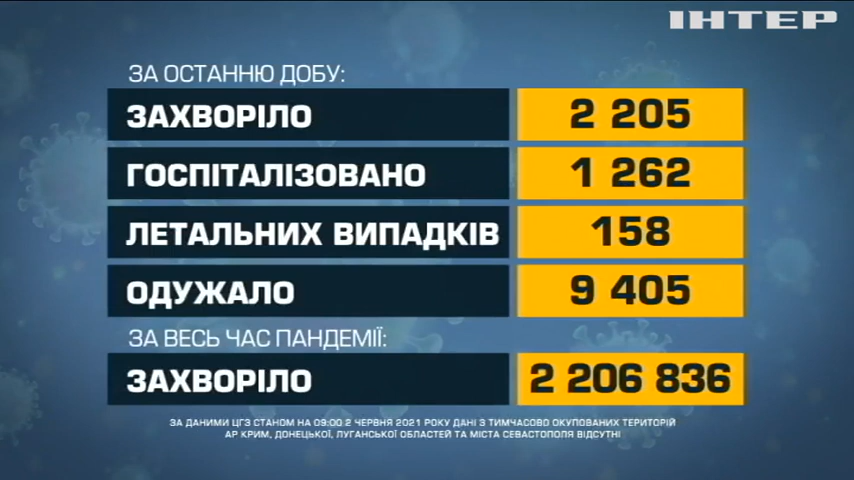 ІНТЕР
ЗА ОСТАННЮ ДОБУ:
ЗАХВОРІЛО 2 205
ГОСПІТАЛІЗОВАНО 1 262
ЛЕТАЛЬНИХ ВИПАДКІВ 158
ОДУЖАЛО 9 405
ЗА ВЕСЬ ЧАС ПАНДЕМІЇ:
ЗАХВОРІЛО 2 206 836
ЗА ДАНИМИ ЦГЗ СТАНОМ НА 09:00 2 ЧЕРВНЯ 2021 РОКУ ДАНІ З ТИМЧАСОВО ОКУПОВАНИХ ТЕРИТОРІЙ
АР КРИМ, ДОНЕЦЬКОЇ, ЛУГАНСЬКОЇ ОБЛАСТЕЙ ТА МІСТА СЕВАСТОПОЛЯ ВІДСУТНІ